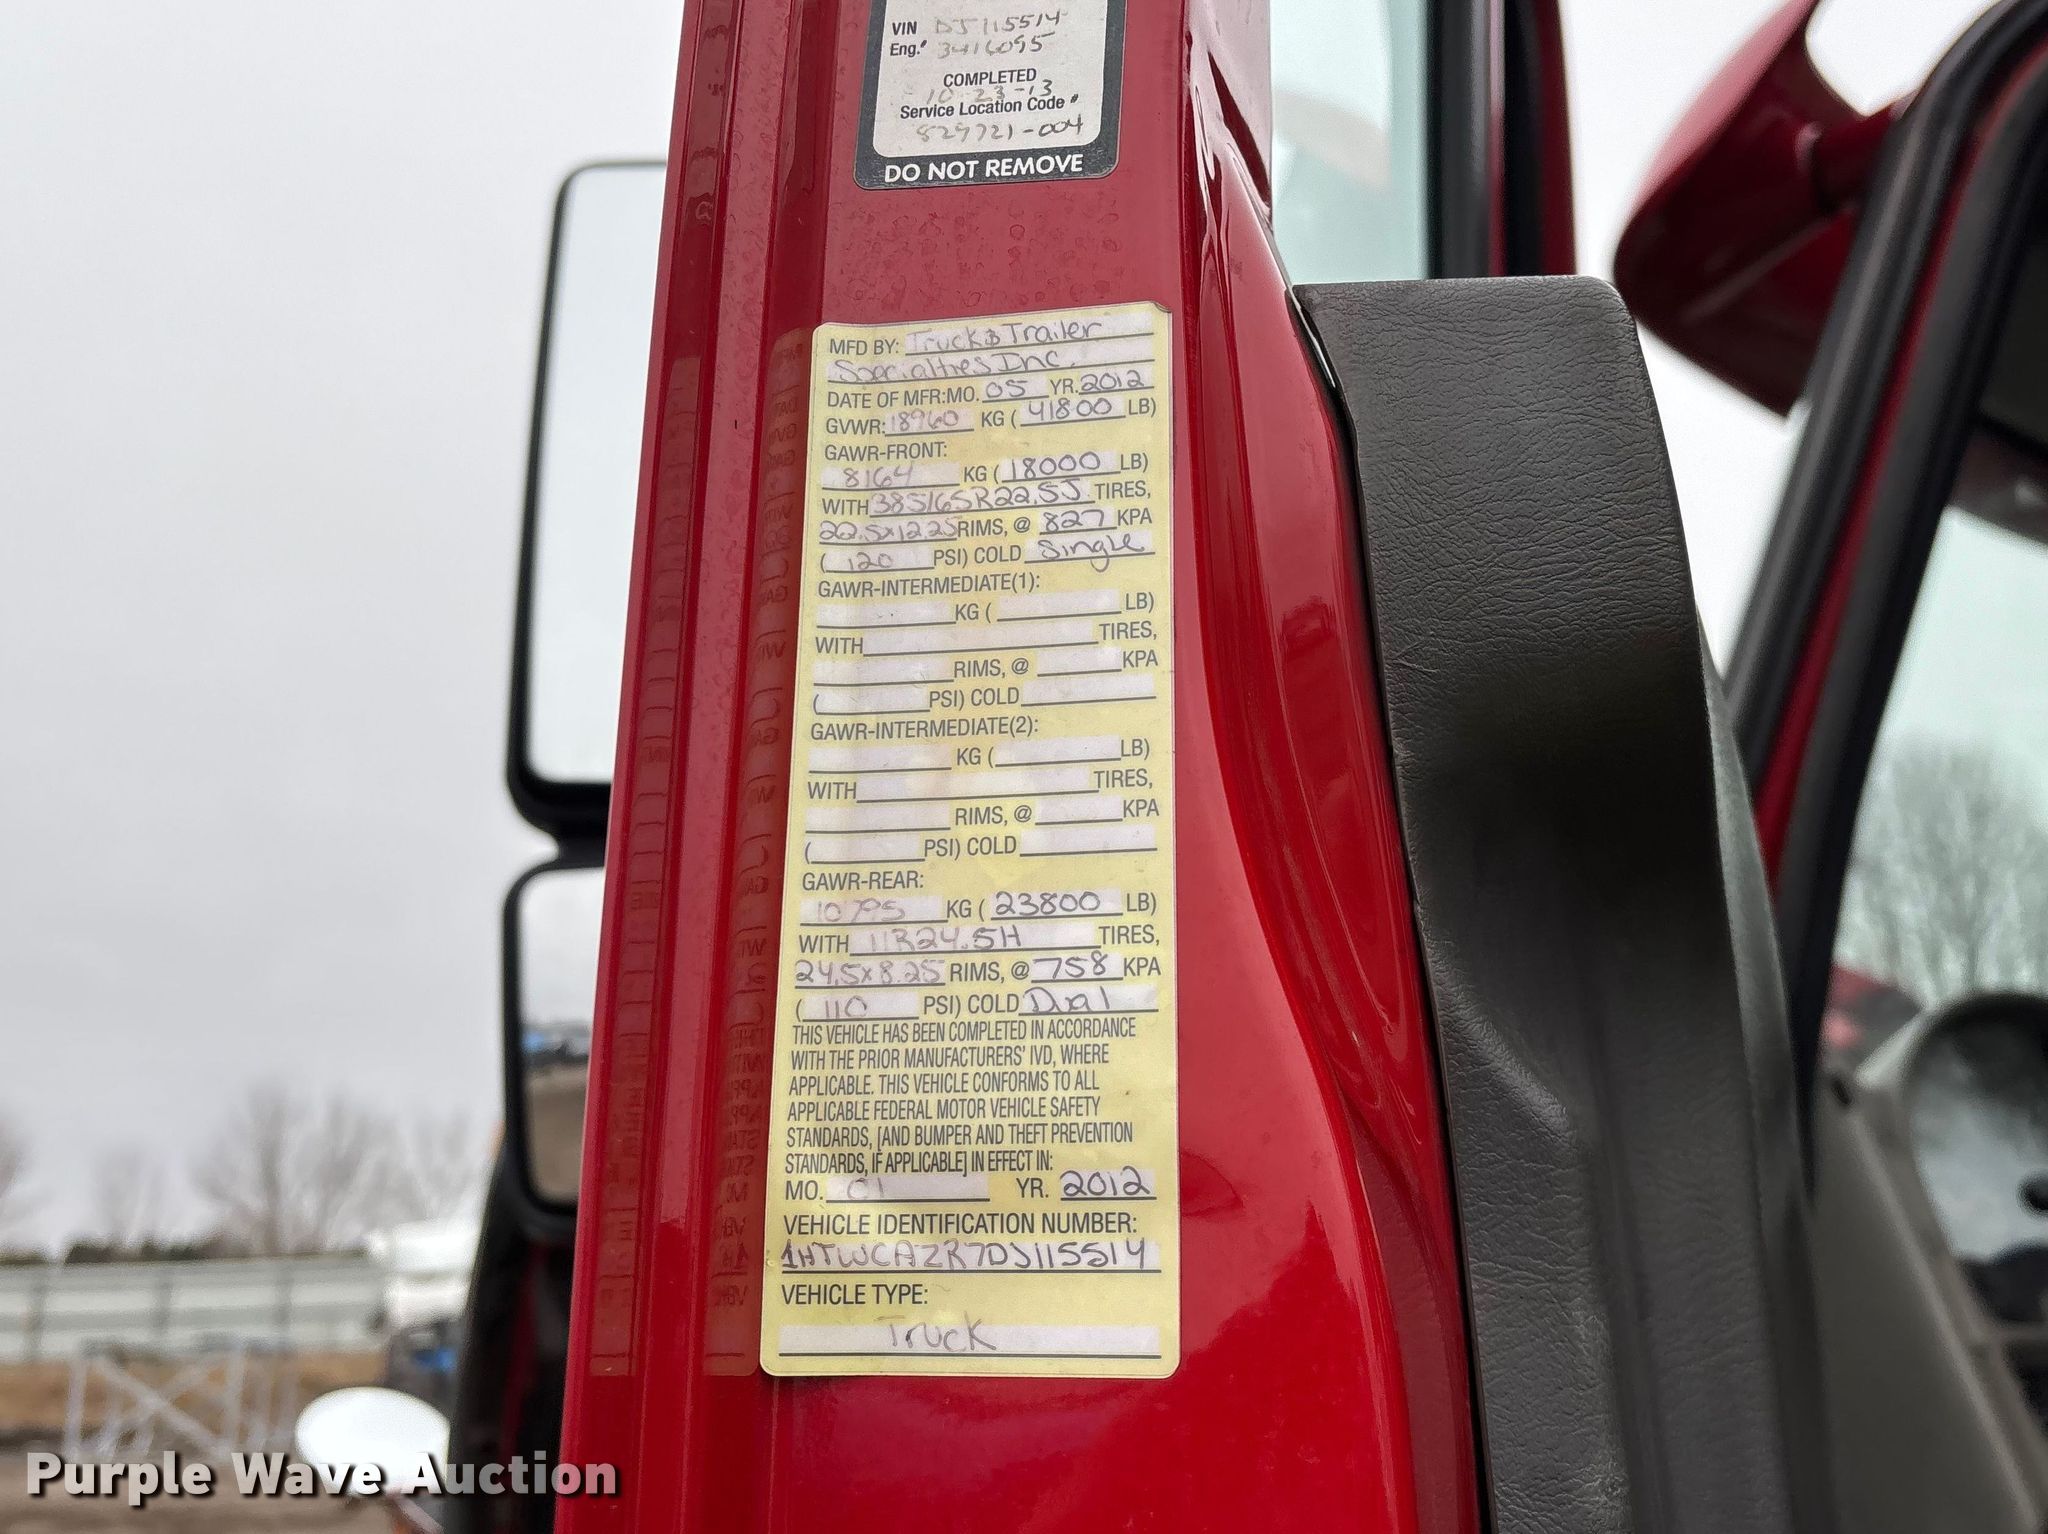 VIN DJ115514
Eng.# 3416095
COMPLETED
10-23-13
Service Location Code #
829721-004
DO NOT REMOVE
MFD BY: Truck & Trailer
Specialties Inc.
DATE OF MFR:MO. 05 YR. 2012
GVWR: 18960 KG ( 41800 LB)
GAWR-FRONT:
8164 KG ( 18000 LB)
WITH 385/65R22.5J TIRES,
22.5x12.25 RIMS, @ 827 KPA
( 120 PSI) COLD Single
GAWR-INTERMEDIATE(1):
KG ( LB)
WITH TIRES,
RIMS, @ KPA
( PSI) COLD
GAWR-INTERMEDIATE(2):
KG ( LB)
WITH TIRES,
RIMS, @ KPA
( PSI) COLD
GAWR-REAR:
10795 KG ( 23800 LB)
WITH 11R24.5H TIRES,
24.5x8.25 RIMS, @ 758 KPA
( 110 PSI) COLD Dual
THIS VEHICLE HAS BEEN COMPLETED IN ACCORDANCE
WITH THE PRIOR MANUFACTURERS' IVD, WHERE
APPLICABLE. THIS VEHICLE CONFORMS TO ALL
APPLICABLE FEDERAL MOTOR VEHICLE SAFETY
STANDARDS, [AND BUMPER AND THEFT PREVENTION
STANDARDS, IF APPLICABLE] IN EFFECT IN:
MO. 01 YR. 2012
VEHICLE IDENTIFICATION NUMBER:
1HTWCAZR7DJ115514
VEHICLE TYPE:
Truck
Purple Wave Auction